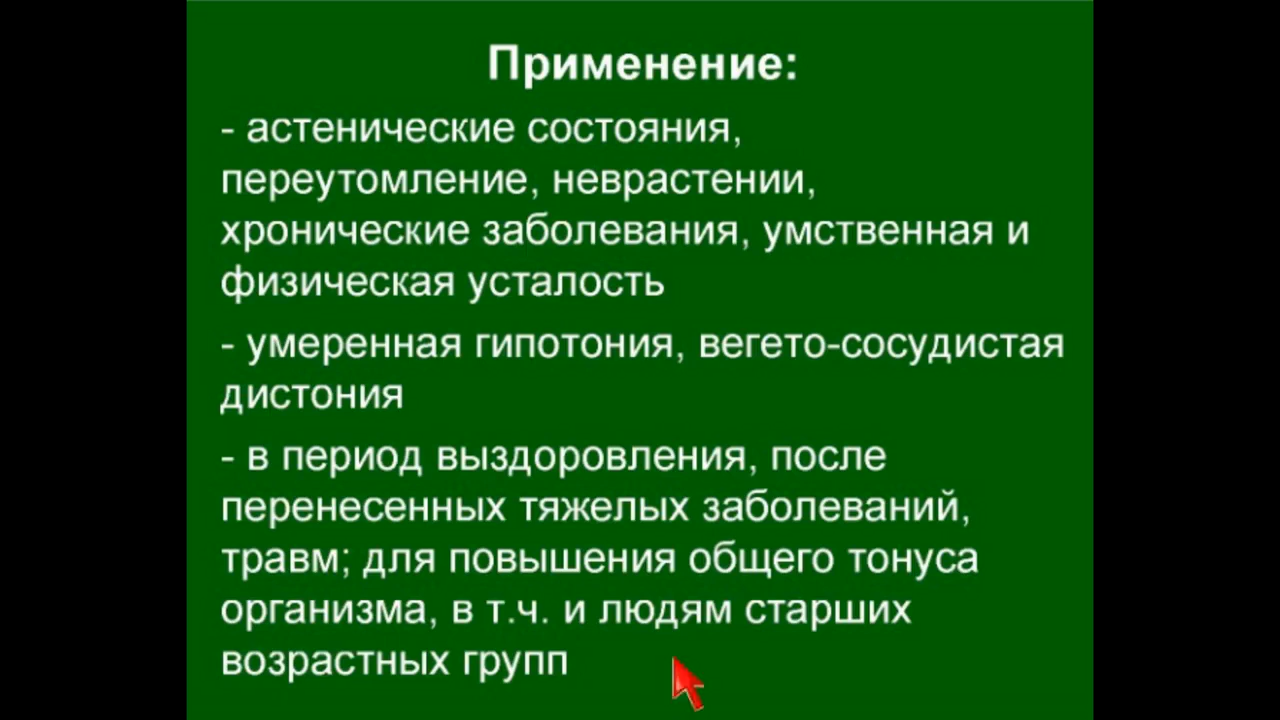 Применение:
- астенические состояния,
переутомление, неврастении,
хронические заболевания, умственная и
физическая усталость
- умеренная гипотония, вегето-сосудистая
дистония
- в период выздоровления, после
перенесенных тяжелых заболеваний,
травм; для повышения общего тонуса
организма, в т.ч. и людям старших
возрастных групп